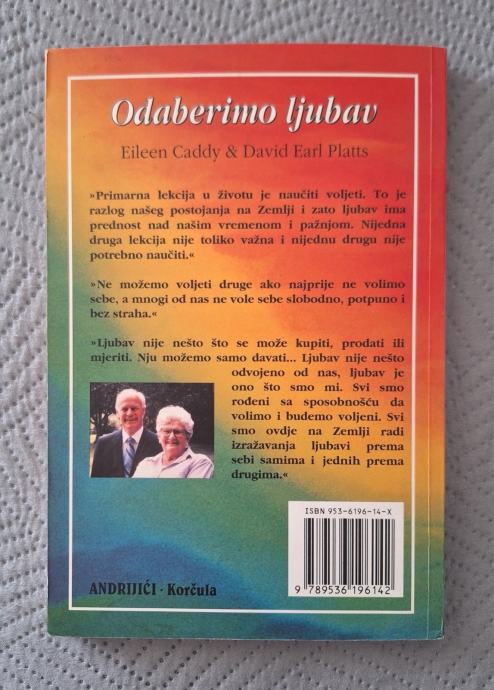 Odaberimo ljubav
Eileen Caddy & David Earl Platts
»Primarna lekcija u životu je naučiti voljeti. To je
razlog našeg postojanja na Zemlji i zato ljubav ima
prednost nad našim vremenom i pažnjom. Nijedna
druga lekcija nije toliko važna i nijednu drugu nije
potrebno naučiti.«
»Ne možemo voljeti druge ako najprije ne volimo
sebe, a mnogi od nas ne vole sebe slobodno, potpuno i
bez straha.«
»Ljubav nije nešto što se može kupiti, prodati ili
mjeriti. Nju možemo samo davati... Ljubav nije nešto
odvojeno od nas, ljubav je
ono što smo mi. Svi smo
rođeni sa sposobnošću da
volimo i budemo voljeni. Svi
smo ovdje na Zemlji radi
izražavanja ljubavi prema
sebi samima i jednih prema
drugima.«
ISBN 953-6196-14-X
9 789536 196142
ANDRIJIĆI · Korčula